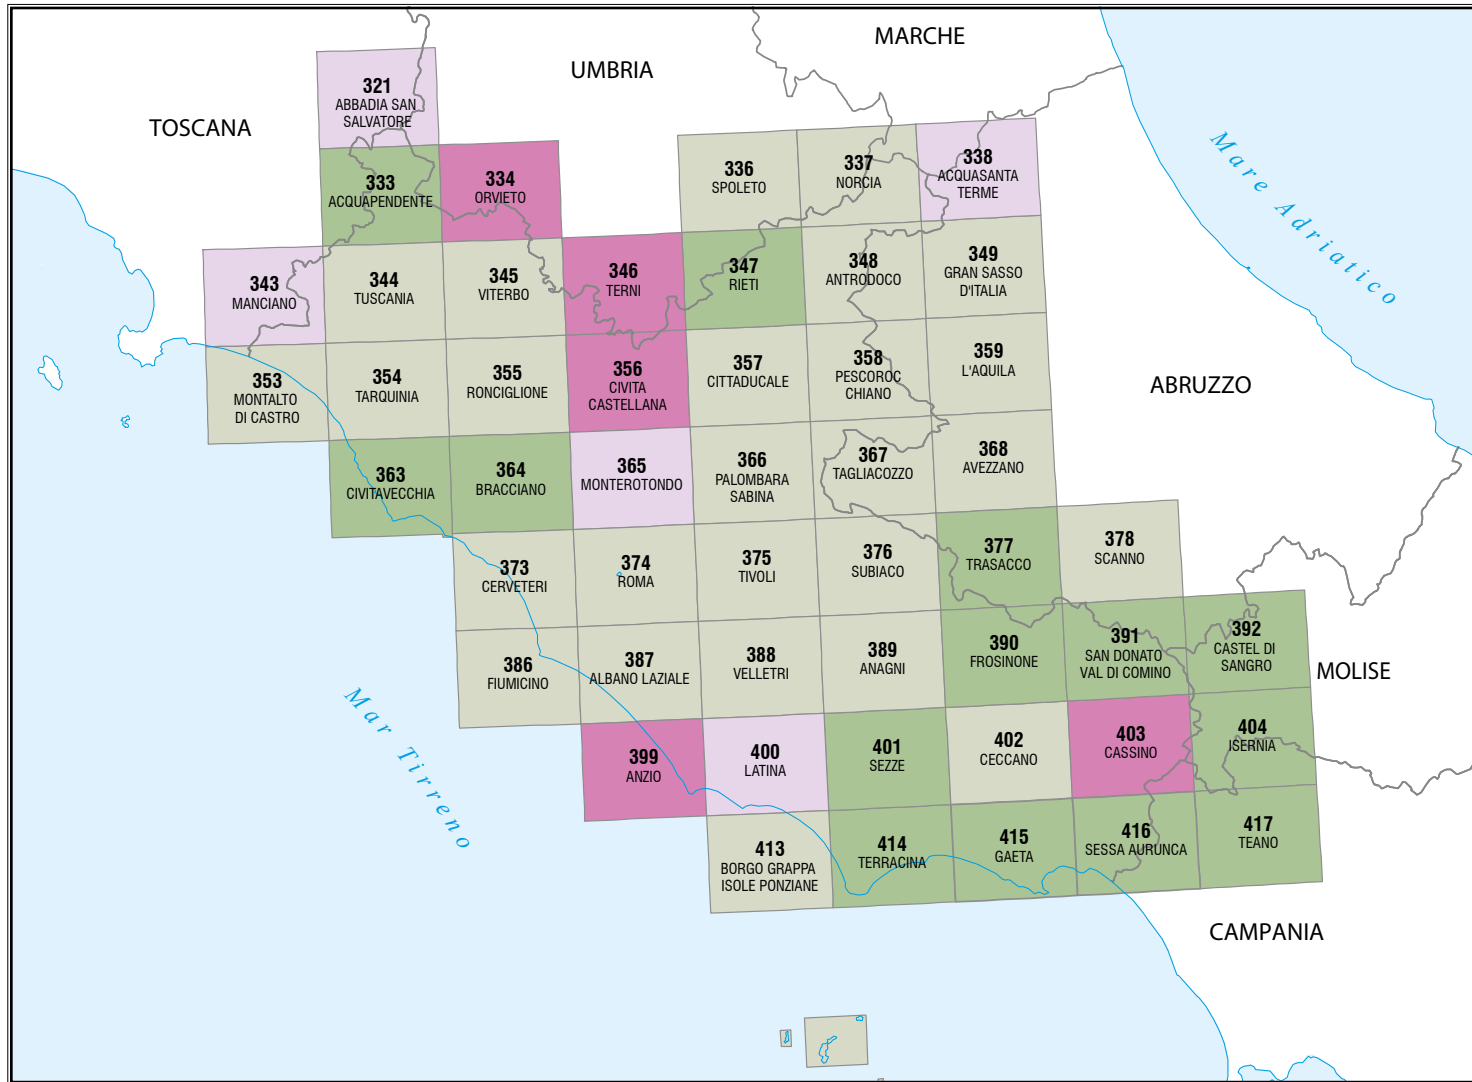 MARCHE
UMBRIA
TOSCANA
321
ABBADIA SAN
SALVATORE
333
ACQUAPENDENTE
334
ORVIETO
336
SPOLETO
337
NORCIA
338
ACQUASANTA
TERME
Mare Adriatico
343
MANCIANO
344
TUSCANIA
345
VITERBO
346
TERNI
347
RIETI
348
ANTRODOCO
349
GRAN SASSO
D'ITALIA
353
MONTALTO
DI CASTRO
354
TARQUINIA
355
RONCIGLIONE
356
CIVITA
CASTELLANA
357
CITTADUCALE
358
PESCOROC
CHIANO
359
L'AQUILA
ABRUZZO
363
CIVITAVECCHIA
364
BRACCIANO
365
MONTEROTONDO
366
PALOMBARA
SABINA
367
TAGLIACOZZO
368
AVEZZANO
373
CERVETERI
374
ROMA
375
TIVOLI
376
SUBIACO
377
TRASACCO
378
SCANNO
386
FIUMICINO
387
ALBANO LAZIALE
388
VELLETRI
389
ANAGNI
390
FROSINONE
391
SAN DONATO
VAL DI COMINO
392
CASTEL DI
SANGRO
MOLISE
Mar Tirreno
399
ANZIO
400
LATINA
401
SEZZE
402
CECCANO
403
CASSINO
404
ISERNIA
413
BORGO GRAPPA
ISOLE PONZIANE
414
TERRACINA
415
GAETA
416
SESSA AURUNCA
417
TEANO
CAMPANIA